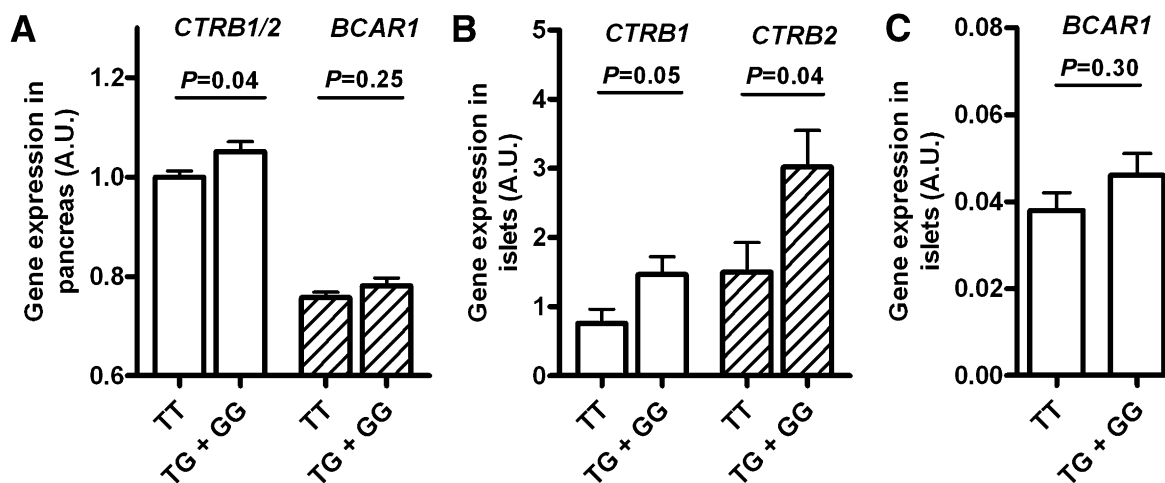 A
CTRB1/2 BCAR1
P=0.04 P=0.25
Gene expression in
pancreas (A.U.)
1.2
1.0
0.8
0.6
TT
TG + GG
TT
TG + GG
B
CTRB1 CTRB2
P=0.05 P=0.04
Gene expression in
islets (A.U.)
5
4
3
2
1
0
TT
TG + GG
TT
TG + GG
C
BCAR1
P=0.30
Gene expression in
islets (A.U.)
0.08
0.06
0.04
0.02
0.00
TT
TG + GG